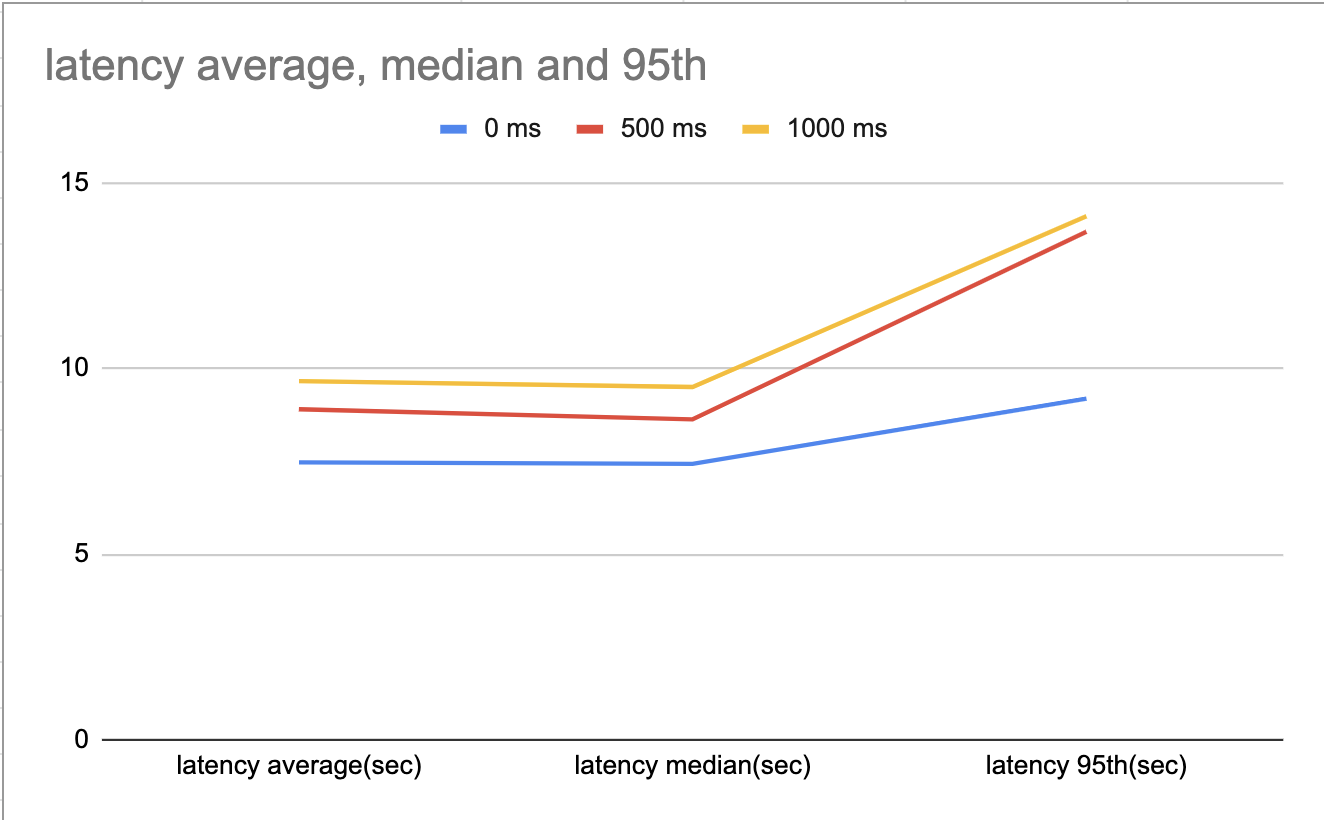 latency average, median and 95th
0 ms 500 ms 1000 ms
15
10
5
0
latency average(sec) latency median(sec) latency 95th(sec)